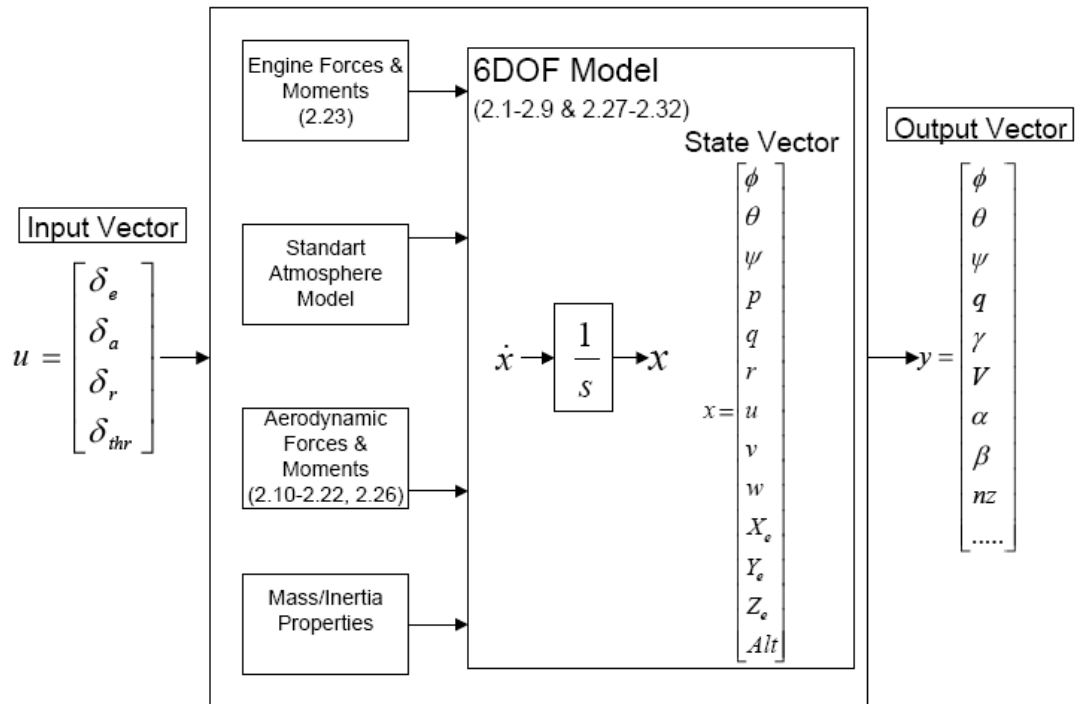 Input Vector
u =
δe
δa
δr
δthr
Engine Forces &
Moments
(2.23)
Standart
Atmosphere
Model
Aerodynamic
Forces &
Moments
(2.10-2.22, 2.26)
Mass/Inertia
Properties
6DOF Model
(2.1-2.9 & 2.27-2.32)
ẋ
1
s
x
State Vector
x =
ϕ
θ
ψ
p
q
r
u
v
w
Xe
Ye
Ze
Alt
Output Vector
y =
ϕ
θ
ψ
q
γ
V
α
β
nz
.....